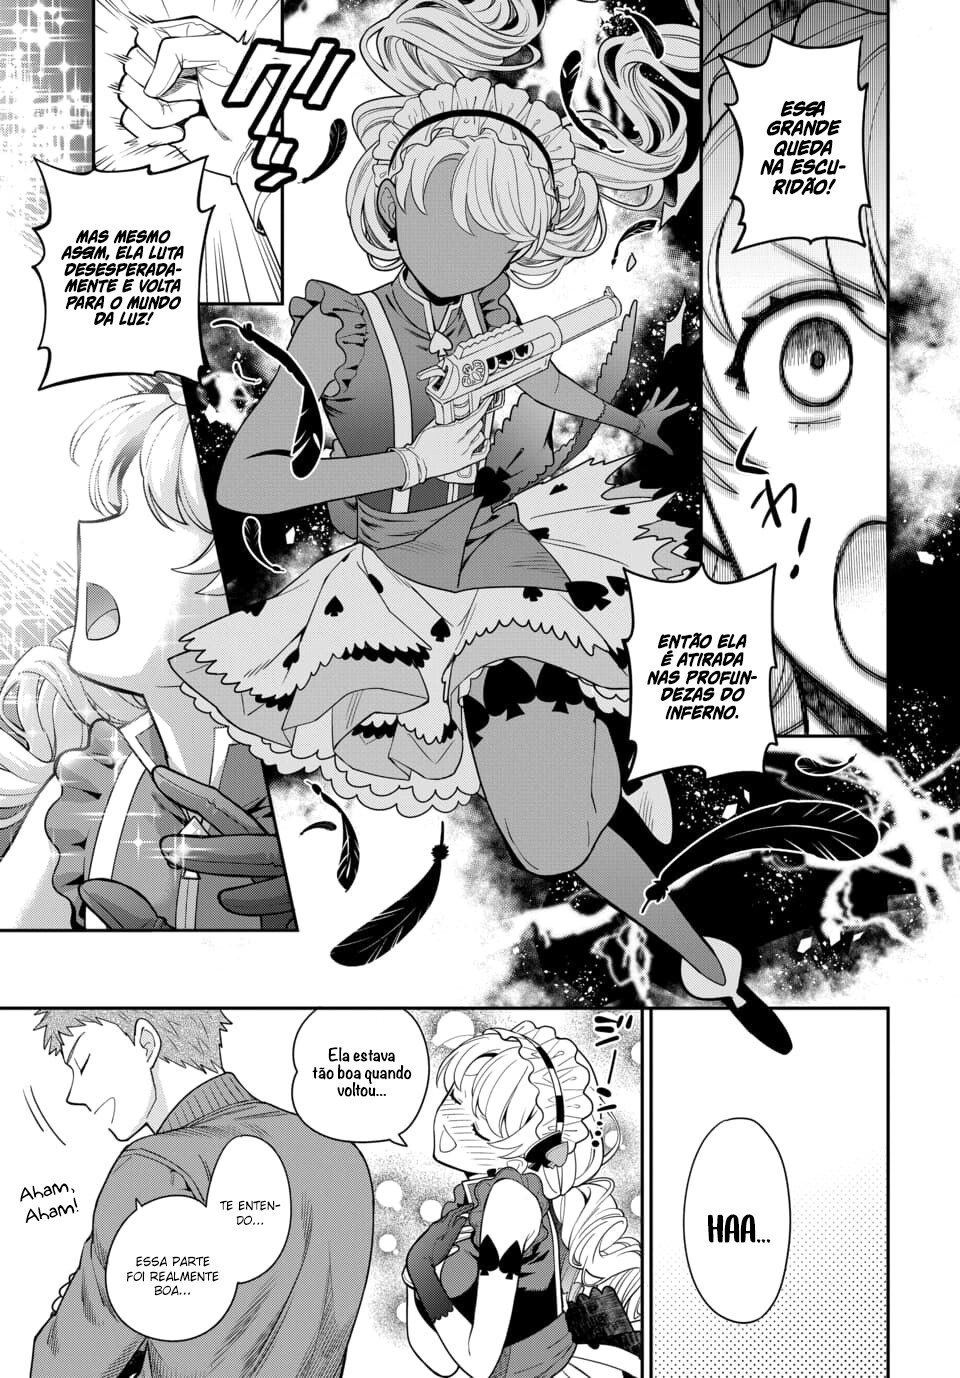 ESSA
GRANDE
QUEDA
NA ESCU-
RIDÃO!
グッ
MAS MESMO
ASSIM, ELA LUTA
DESESPERADA-
MENTE E VOLTA
PARA O MUNDO
DA LUZ!
ENTÃO ELA
É ATIRADA
NAS PROFUN-
DEZAS DO
INFERNO.
HAA...
Ela estava
tão boa quando
voltou...
TE ENTEN-
DO...
ESSA PARTE
FOI REALMENTE
BOA...
Aham,
Aham!